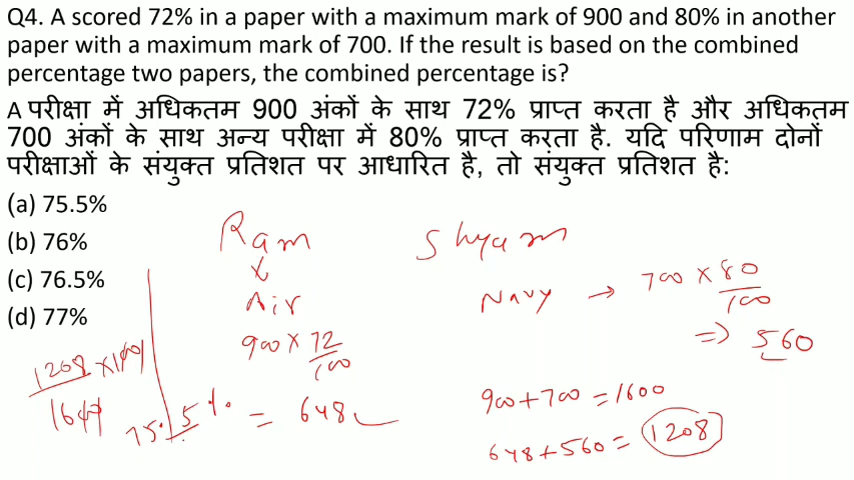 Q4. A scored 72% in a paper with a maximum mark of 900 and 80% in another
paper with a maximum mark of 700. If the result is based on the combined
percentage two papers, the combined percentage is?
A परीक्षा में अधिकतम 900 अंकों के साथ 72% प्राप्त करता है और अधिकतम
700 अंकों के साथ अन्य परीक्षा में 80% प्राप्त करता है. यदि परिणाम दोनों
परीक्षाओं के संयुक्त प्रतिशत पर आधारित है, तो संयुक्त प्रतिशत है:
(a) 75.5%
(b) 76%
(c) 76.5%
(d) 77%
Ram
Air
900 × 72/100
= 648
Shyam
Navy → 700 × 80/100
=> 560
900+700 = 1600
648+560 = 1208
1208 × 100/1600
75.5%